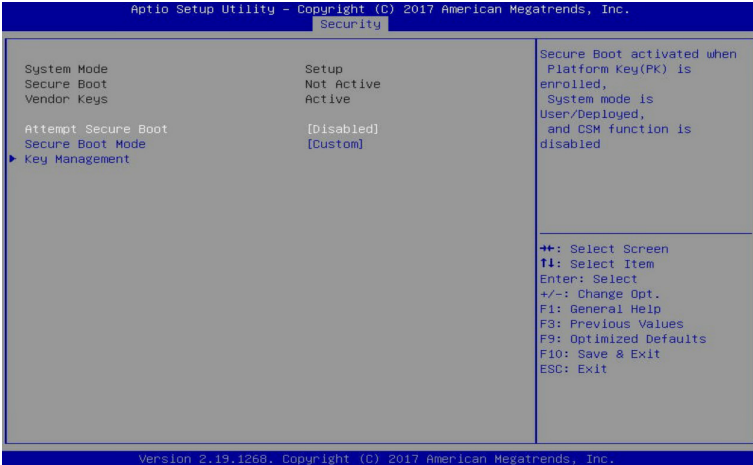 Aptio Setup Utility – Copyright (C) 2017 American Megatrends, Inc.
Security
System Mode Setup
Secure Boot Not Active
Vendor Keys Active
Attempt Secure Boot [Disabled]
Secure Boot Mode [Custom]
▶ Key Management
Secure Boot activated when
Platform Key(PK) is
enrolled,
System mode is
User/Deployed,
and CSM function is
disabled
→←: Select Screen
↑↓: Select Item
Enter: Select
+/-: Change Opt.
F1: General Help
F3: Previous Values
F9: Optimized Defaults
F10: Save & Exit
ESC: Exit
Version 2.19.1268. Copyright (C) 2017 American Megatrends, Inc.